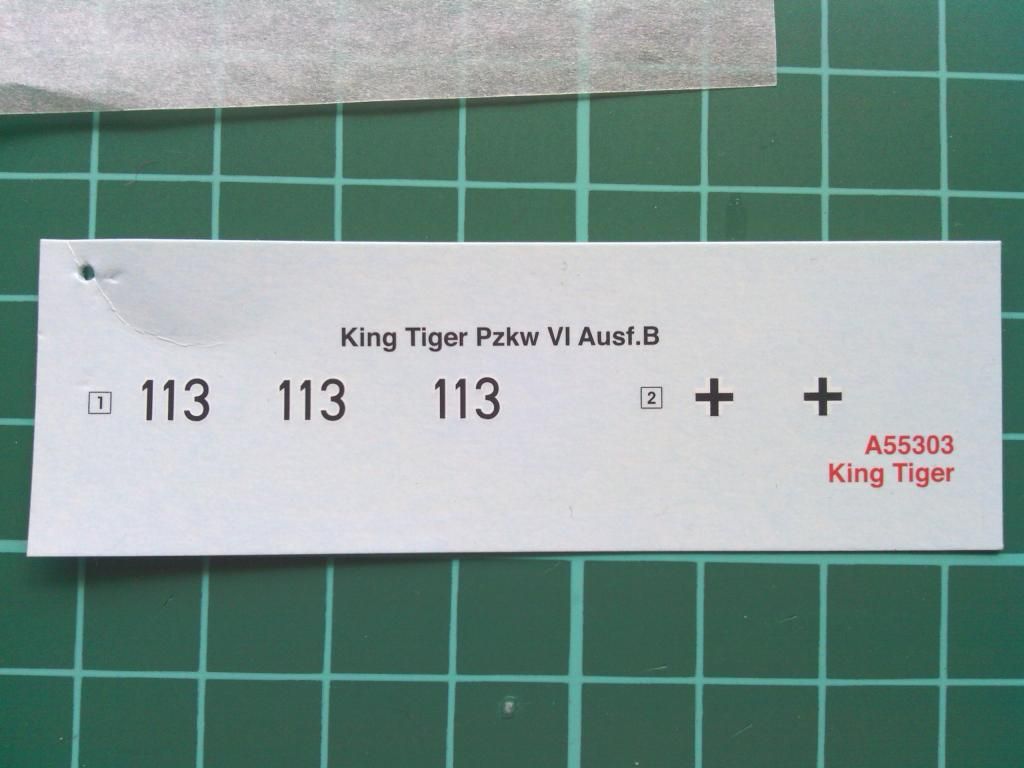 King Tiger Pzkw VI Ausf.B
1 113 113 113 2
A55303
King Tiger